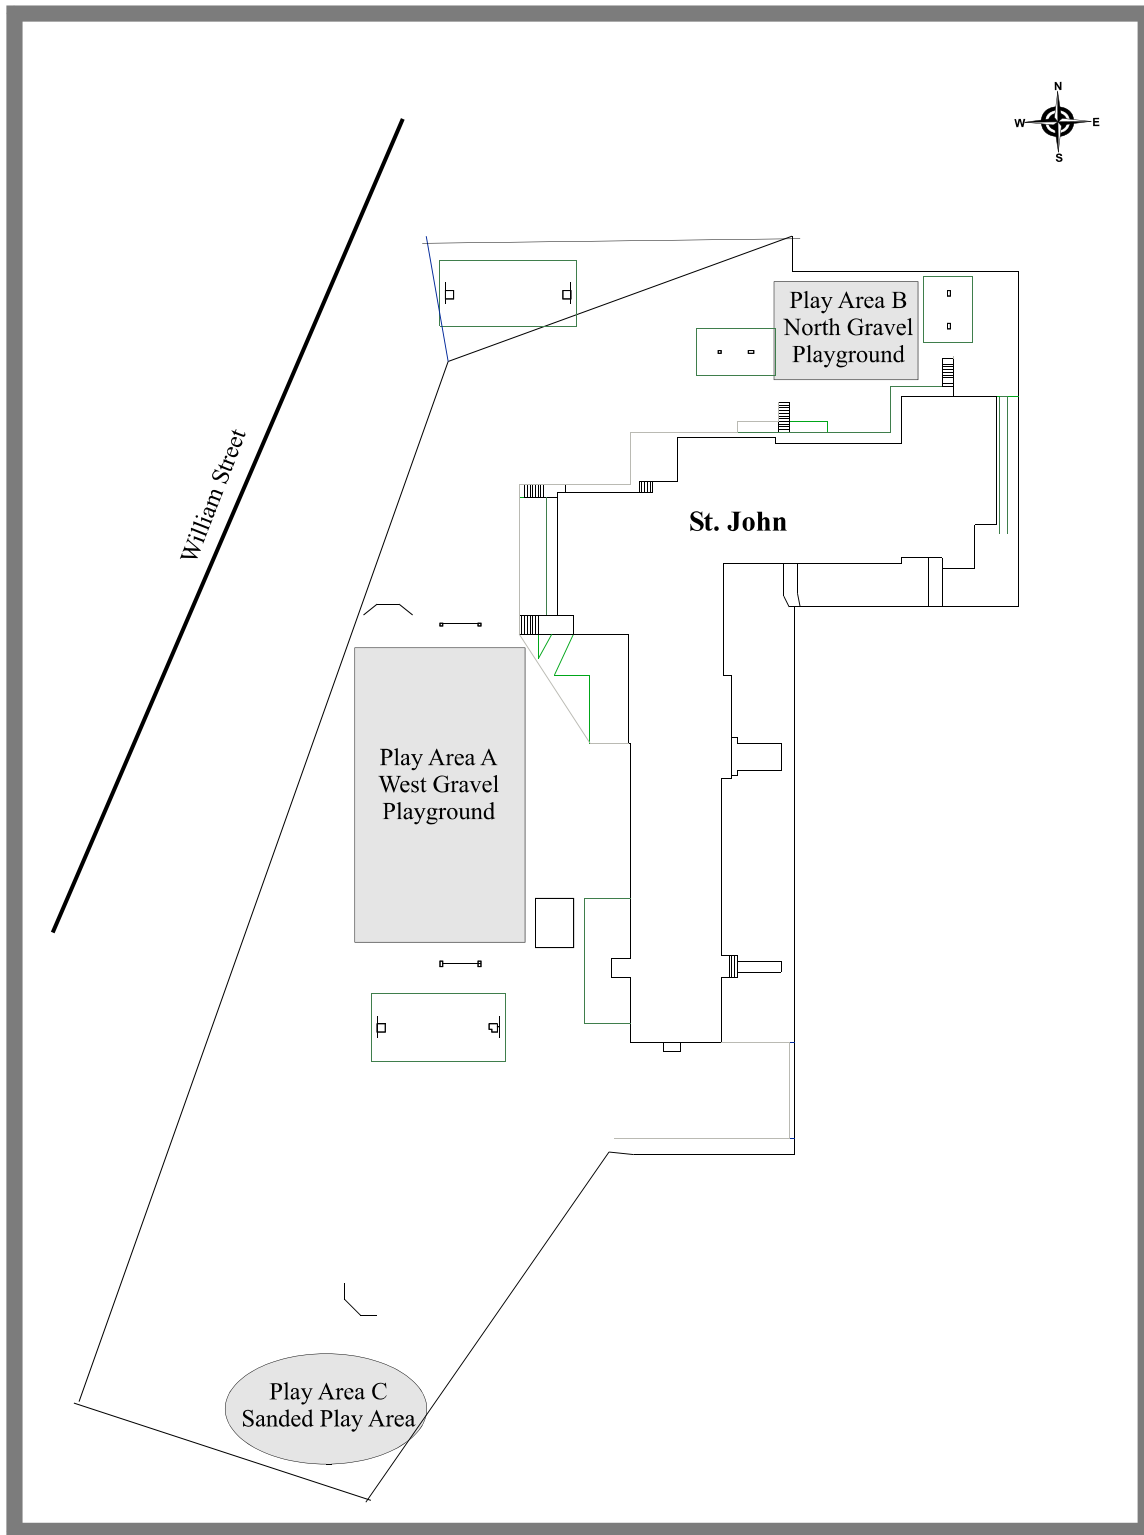 N
W
E
S
Play Area B
North Gravel
Playground
William Street
St. John
Play Area A
West Gravel
Playground
Play Area C
Sanded Play Area